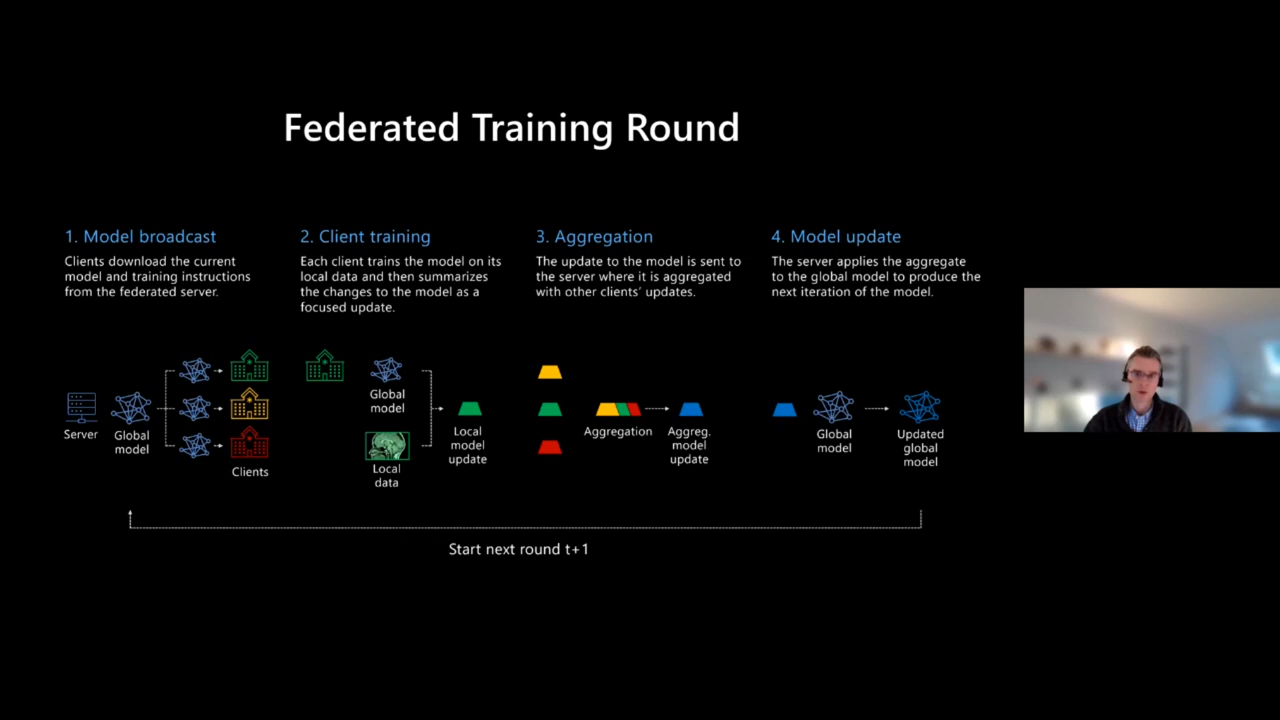 Federated Training Round
1. Model broadcast
Clients download the current
model and training instructions
from the federated server.
2. Client training
Each client trains the model on its
local data and then summarizes
the changes to the model as a
focused update.
3. Aggregation
The update to the model is sent to
the server where it is aggregated
with other clients' updates.
4. Model update
The server applies the aggregate
to the global model to produce the
next iteration of the model.
Server
Global
model
Clients
Global
model
Local
data
Local
model
update
Aggregation
Aggreg.
model
update
Global
model
Updated
global
model
Start next round t+1